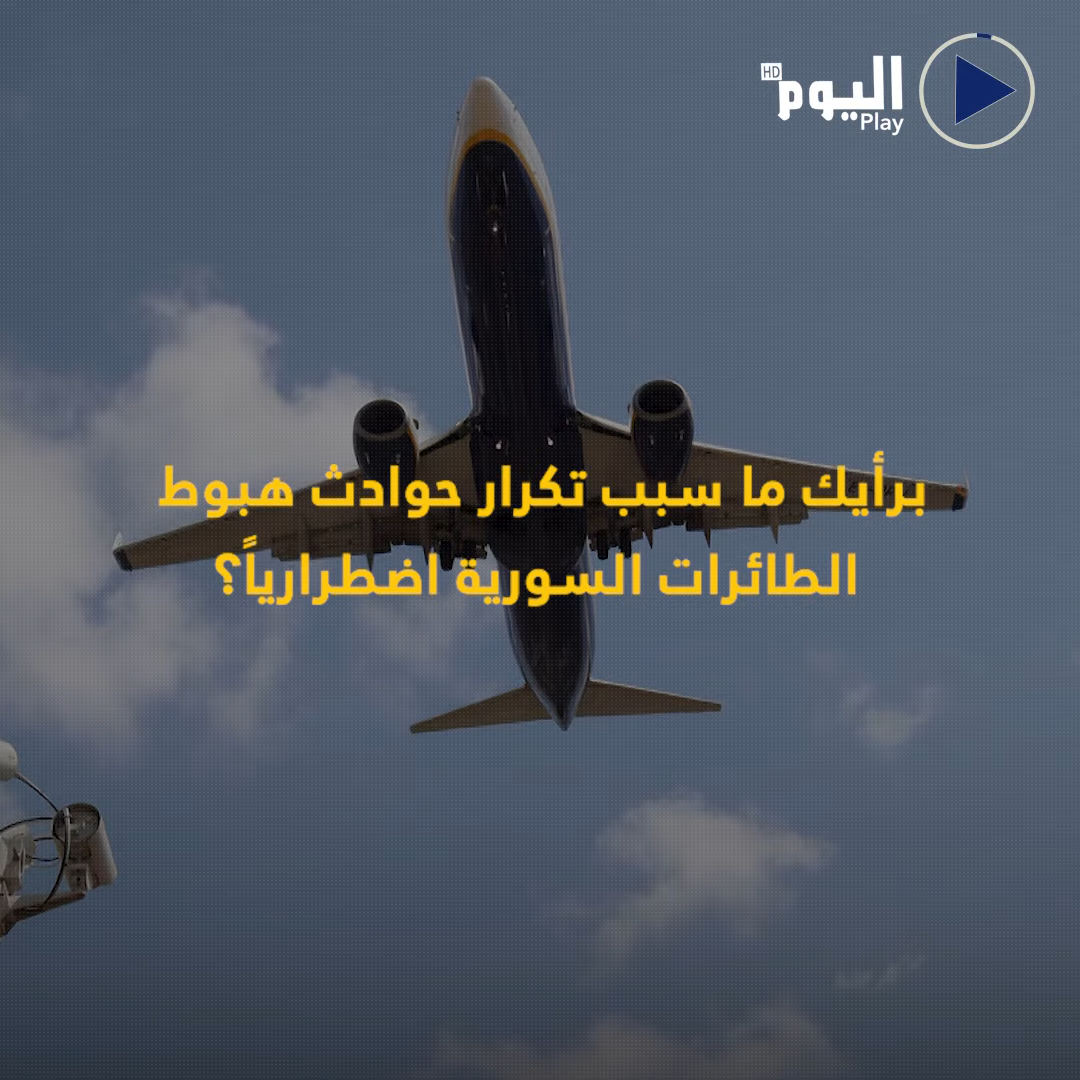 HD
اليوم
Play
برأيك ما سبب تكرار حوادث هبوط
الطائرات السورية اضطرارياً؟